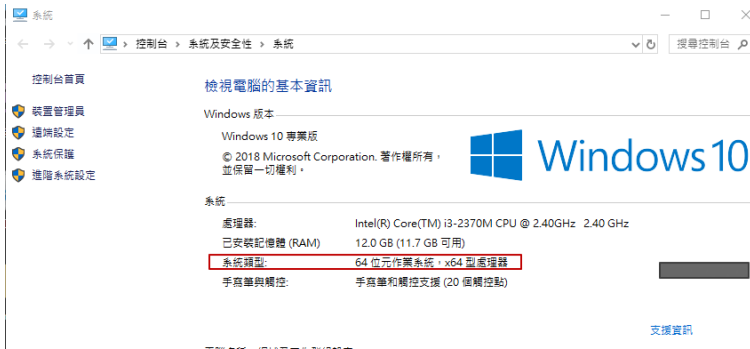 系統
控制台 › 系統及安全性 › 系統
搜尋控制台
控制台首頁
裝置管理員
遠端設定
系統保護
進階系統設定
檢視電腦的基本資訊
Windows 版本
Windows 10 專業版
© 2018 Microsoft Corporation. 著作權所有，
並保留一切權利。
Windows 10
系統
處理器: Intel(R) Core(TM) i3-2370M CPU @ 2.40GHz 2.40 GHz
已安裝記憶體 (RAM) 12.0 GB (11.7 GB 可用)
系統類型: 64 位元作業系統，x64 型處理器
手寫筆與觸控: 手寫筆和觸控支援 (20 個觸控點)
支援資訊